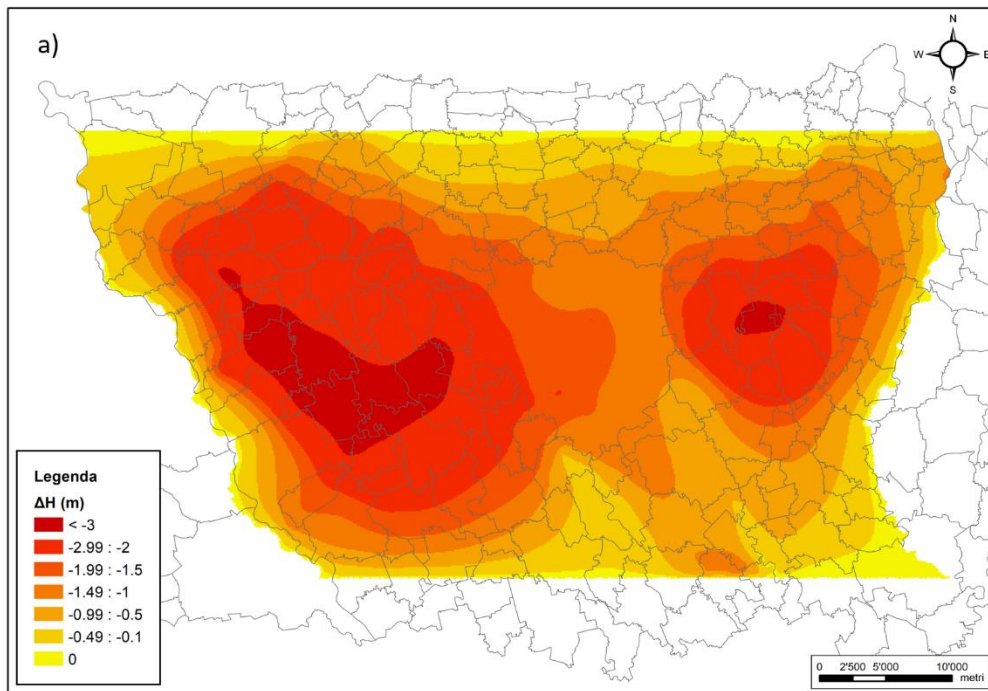 a)
N
W E
S
Legenda
ΔH (m)
< -3
-2.99 : -2
-1.99 : -1.5
-1.49 : -1
-0.99 : -0.5
-0.49 : -0.1
0
0 2'500 5'000 10'000
metri